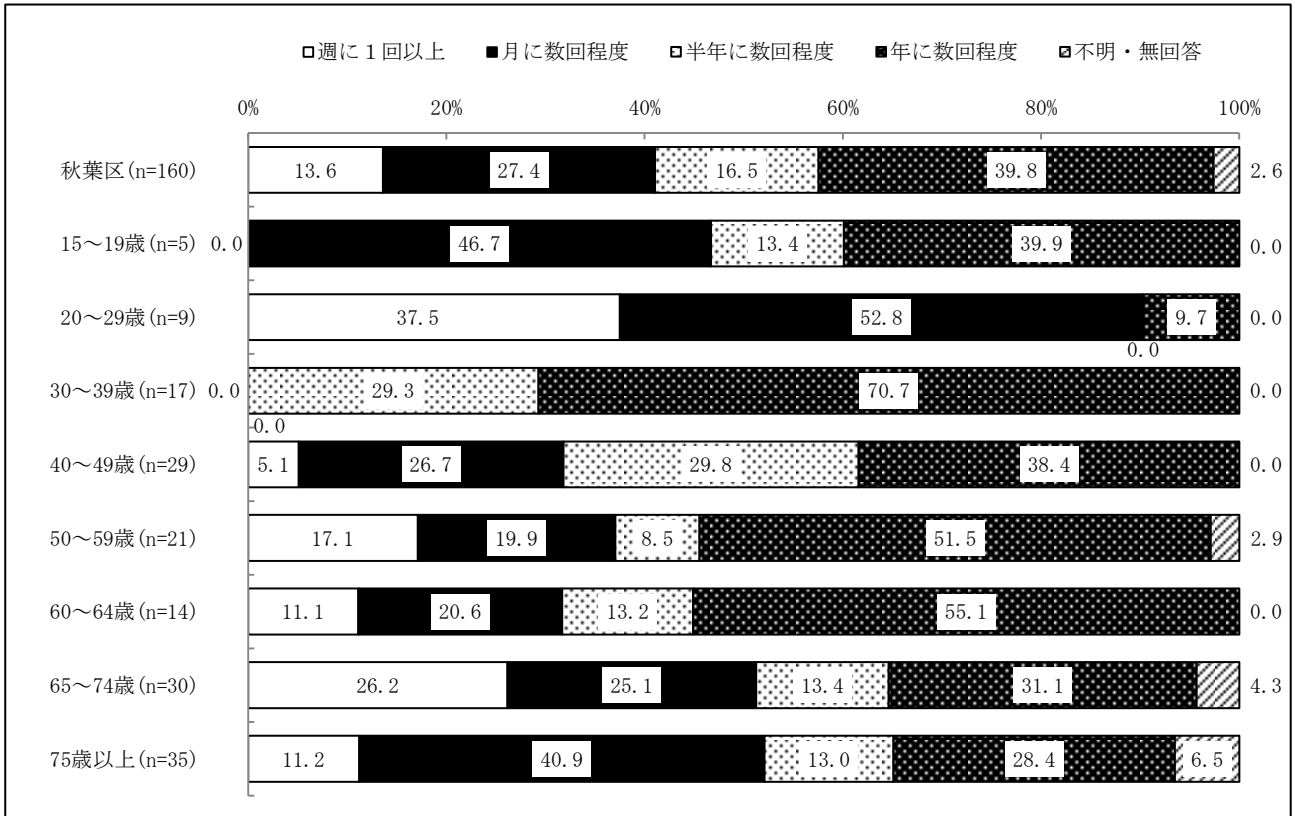 週に１回以上 月に数回程度 半年に数回程度 年に数回程度 不明・無回答
0% 20% 40% 60% 80% 100%
秋葉区(n=160) 13.6 27.4 16.5 39.8 2.6
15～19歳(n=5) 0.0 46.7 13.4 39.9 0.0
20～29歳(n=9) 37.5 52.8 9.7 0.0
0.0
30～39歳(n=17) 0.0 29.3 70.7 0.0
0.0
40～49歳(n=29) 5.1 26.7 29.8 38.4 0.0
50～59歳(n=21) 17.1 19.9 8.5 51.5 2.9
60～64歳(n=14) 11.1 20.6 13.2 55.1 0.0
65～74歳(n=30) 26.2 25.1 13.4 31.1 4.3
75歳以上(n=35) 11.2 40.9 13.0 28.4 6.5